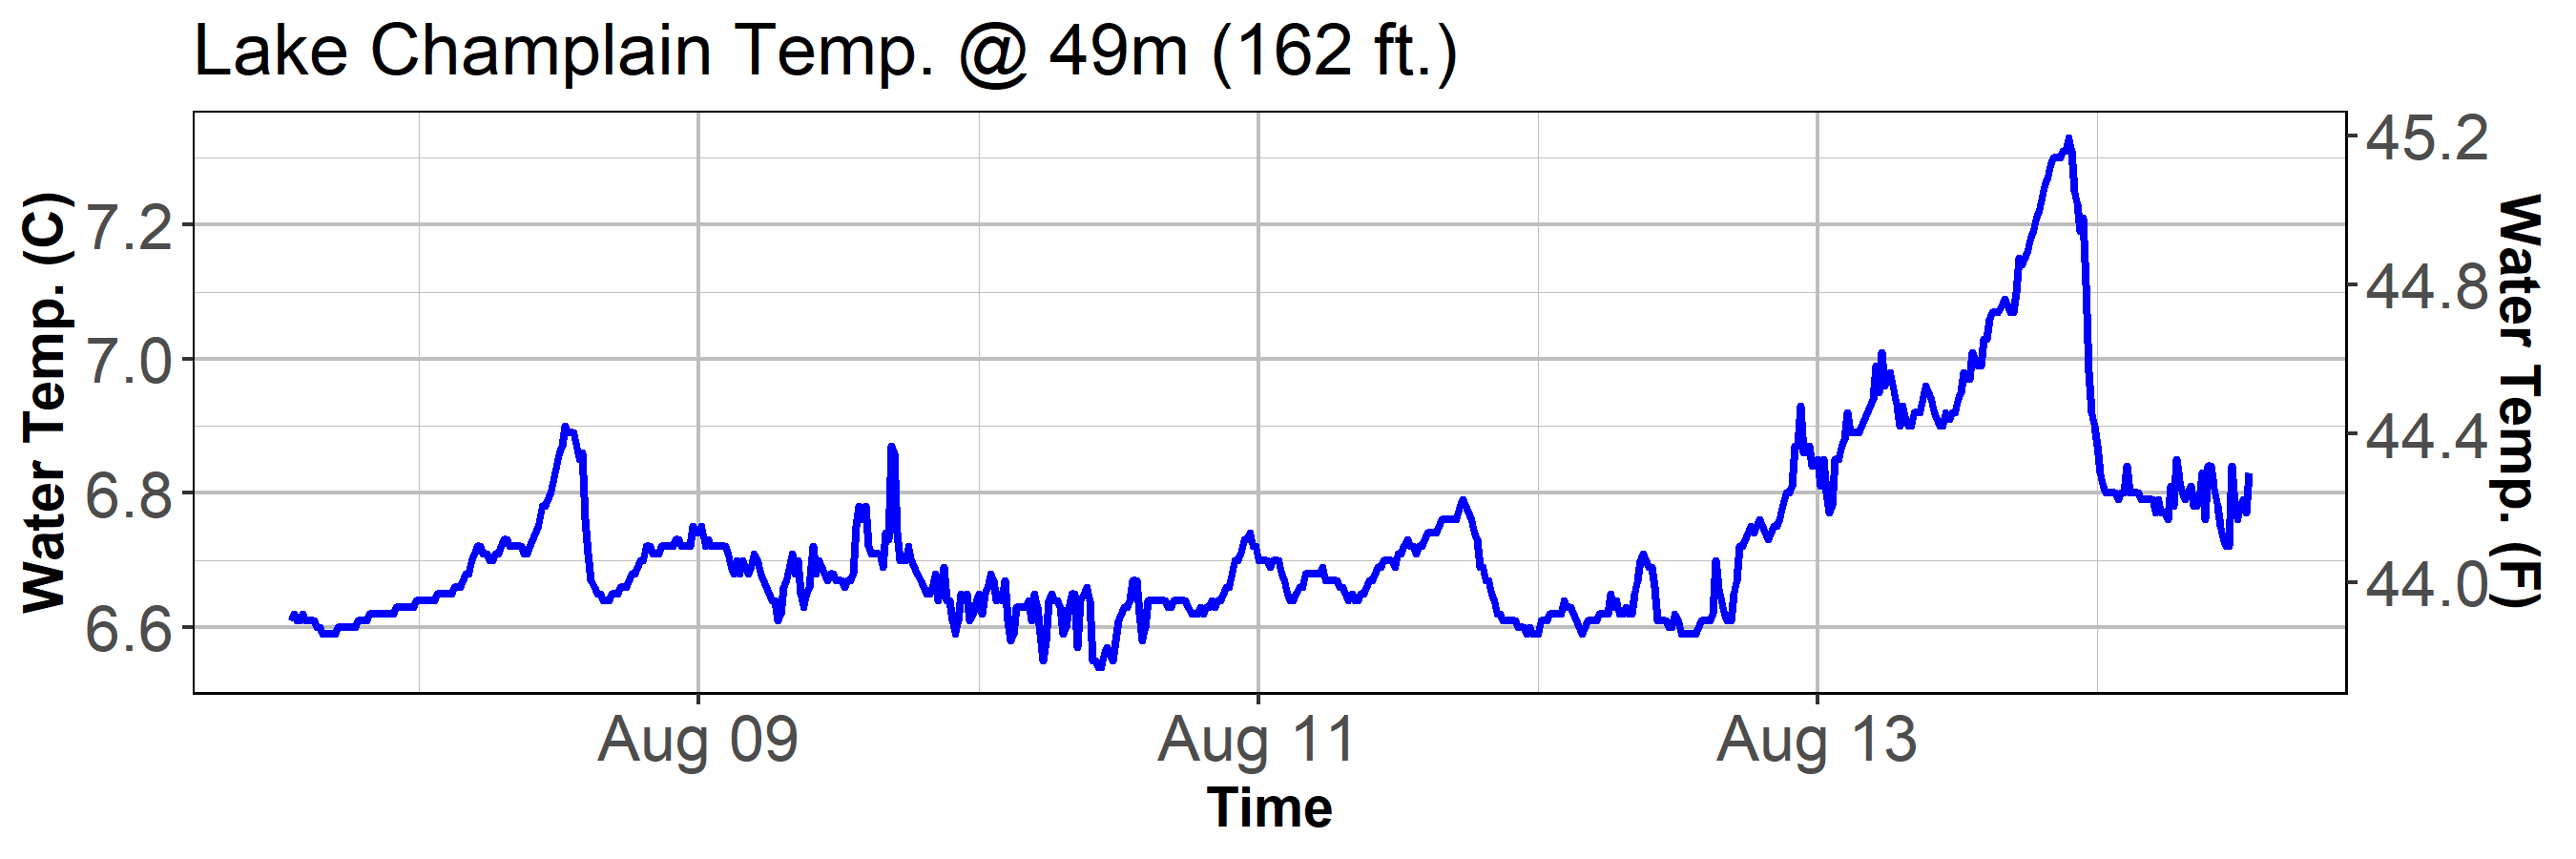 Lake Champlain Temp. @ 49m (162 ft.)
Water Temp. (C)
7.2
7.0
6.8
6.6
45.2
44.8
44.4
44.0
Water Temp. (F)
Aug 09 Aug 11 Aug 13
Time